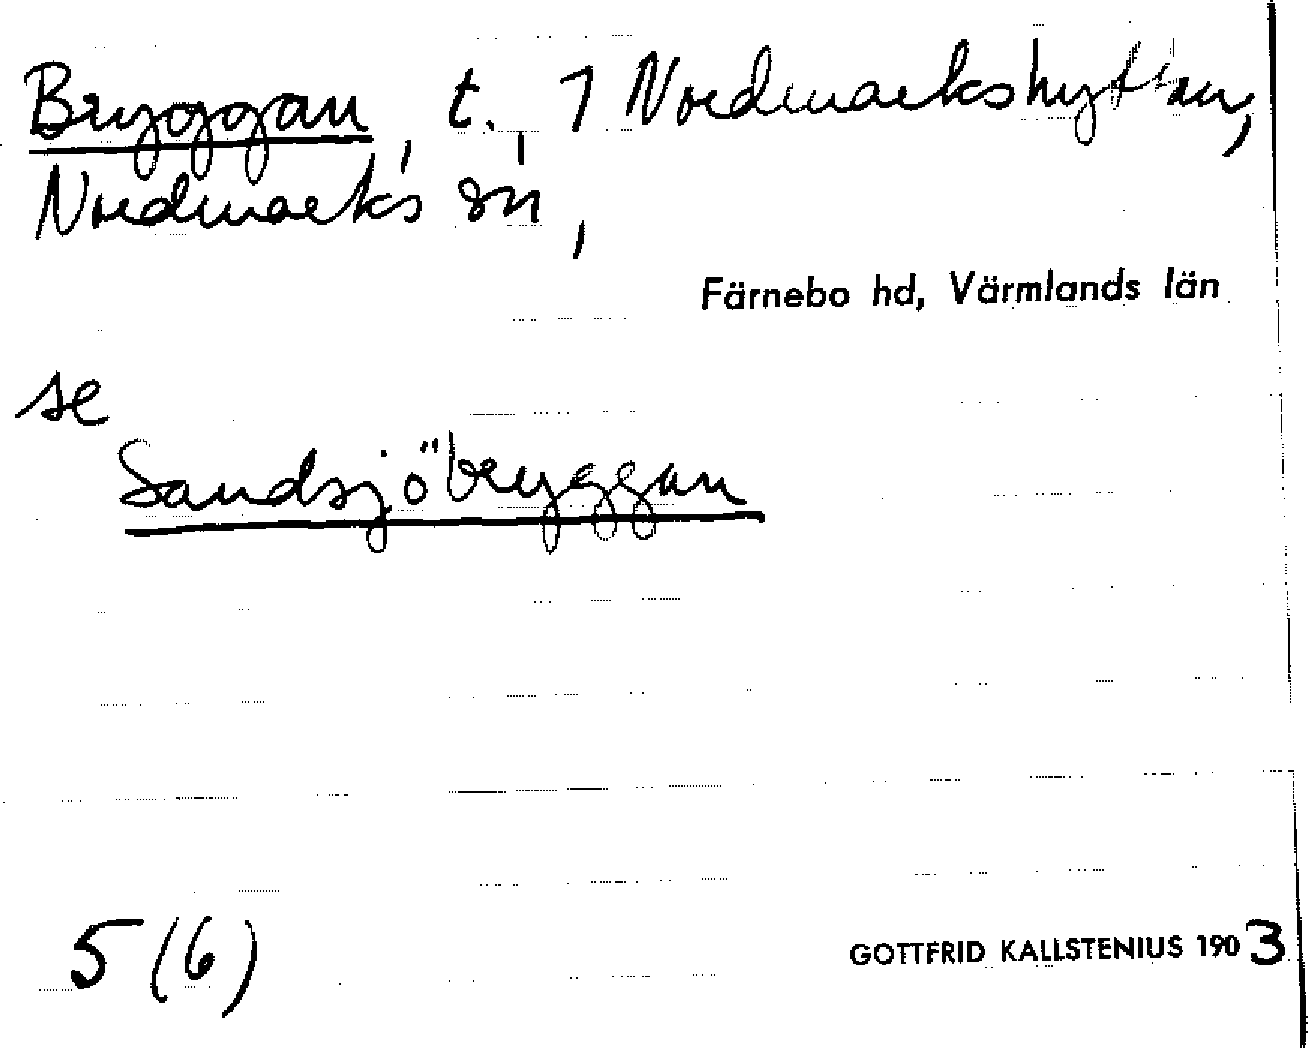 Bryggan, t., 1 Nordmarkshyttan,
Nordmarks sn,
Färnebo hd, Värmlands län
se
Sandsjöbryggan
5 (6)
GOTTFRID KALLSTENIUS 1903